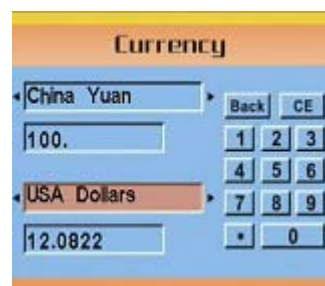 Currency
China Yuan
100.
USA Dollars
12.0822
Back CE
1 2 3
4 5 6
7 8 9
. 0